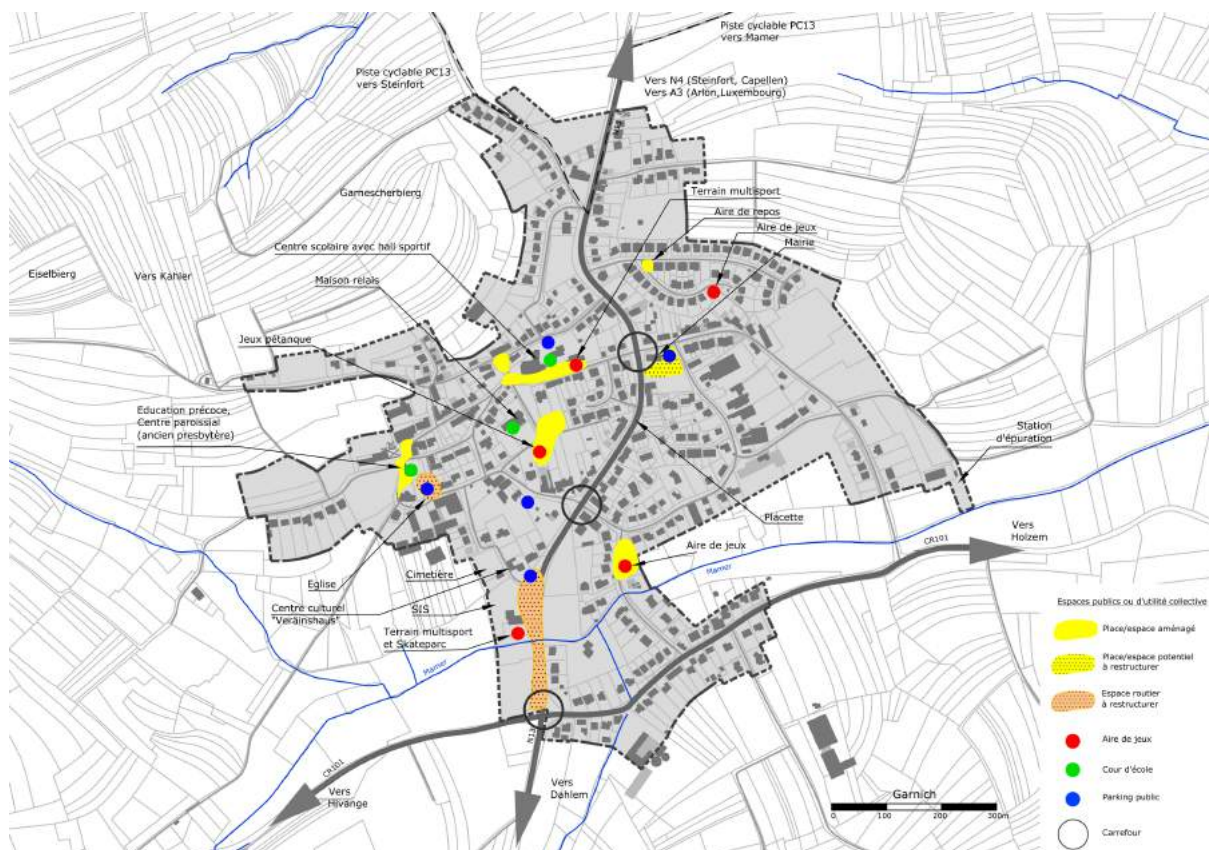 Piste cyclable PC13
vers Mamer
Piste cyclable PC13
vers Steinfort
Vers N4 (Steinfort, Capellen)
Vers A3 (Arlon,Luxembourg)
Gamescherbierg
Terrain multisport
Aire de repos
Aire de jeux
Mairie
Centre scolaire avec hall sportif
Eiselbierg
Vers Kahler
Maison relais
Jeux pétanque
Education précoce,
Centre paroissial
(ancien presbytère)
Station
d'épuration
Placette
Vers
Holzem
CR101
Mamer
Aire de jeux
Cimetière
Eglise
Centre culturel
"Veräinshaus"
SIS
Terrain multisport
et Skateparc
Mamer
N13
CR101
Vers
Hivange
Vers
Dahlem
Garnich
0 100 200 300m
Espaces publics ou d'utilité collective
Place/espace aménagé
Place/espace potentiel
à restructurer
Espace routier
à restructurer
Aire de jeux
Cour d'école
Parking public
Carrefour